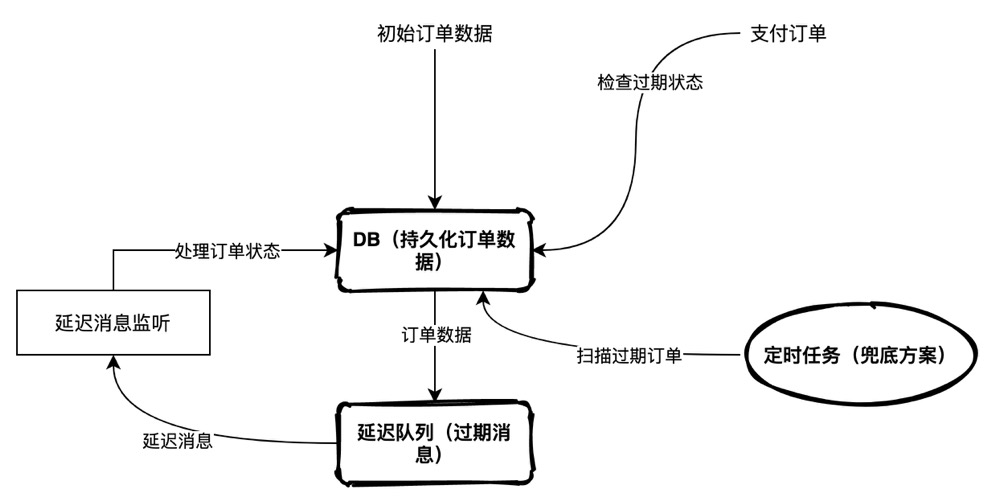 初始订单数据
支付订单
检查过期状态
DB（持久化订单数
据）
处理订单状态
延迟消息监听
订单数据
扫描过期订单
定时任务（兜底方案）
延迟队列（过期消
息）
延迟消息